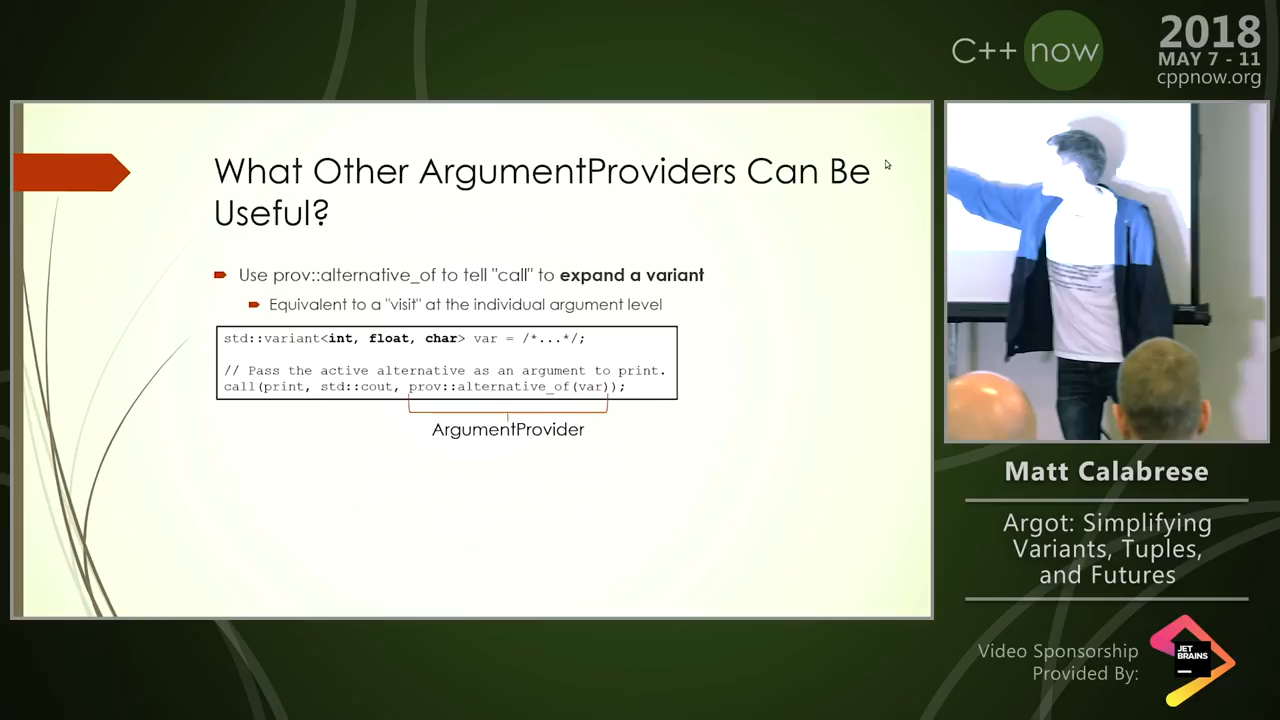 C++ now
2018
MAY 7 - 11
cppnow.org
What Other ArgumentProviders Can Be
Useful?
Use prov::alternative_of to tell "call" to expand a variant
Equivalent to a "visit" at the individual argument level
std::variant<int, float, char> var = /*...*/;
// Pass the active alternative as an argument to print.
call(print, std::cout, prov::alternative_of(var));
ArgumentProvider
Matt Calabrese
Argot: Simplifying
Variants, Tuples,
and Futures
Video Sponsorship
Provided By:
JET
BRAINS